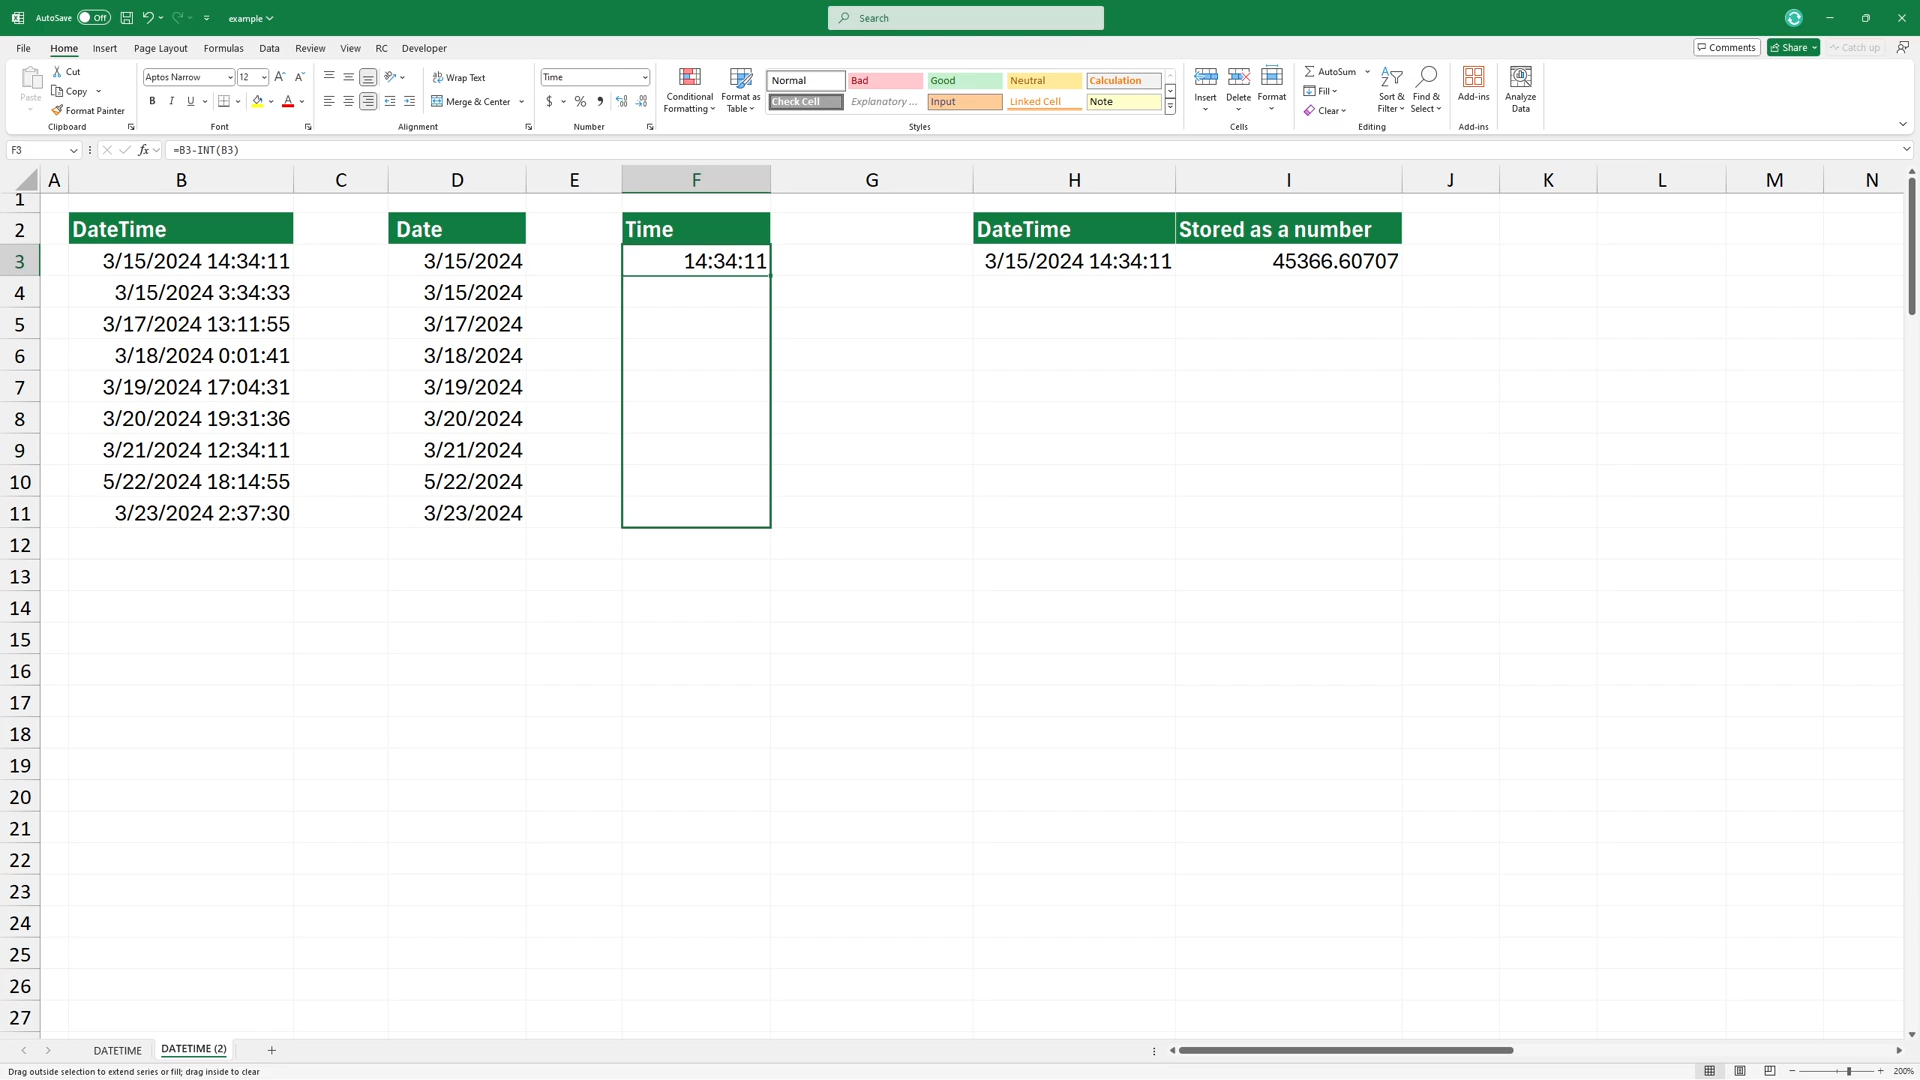 AutoSave Off example Search
File Home Insert Page Layout Formulas Data Review View RC Developer Comments Share Catch up
Paste Cut Copy Format Painter Clipboard
Aptos Narrow 12 B I U A Font
Wrap Text Merge & Center Alignment
Time $ % Number
Conditional Formatting Format as Table
Normal Bad Good Neutral Calculation
Check Cell Explanatory ... Input Linked Cell Note
Styles
Insert Delete Format Cells
AutoSum Fill Clear Sort & Filter Find & Select Editing
Add-ins Add-ins
Analyze Data
F3 fx =B3-INT(B3)
A B C D E F G H I J K L M N
1
2 DateTime Date Time DateTime Stored as a number
3 3/15/2024 14:34:11 3/15/2024 14:34:11 3/15/2024 14:34:11 45366.60707
4 3/15/2024 3:34:33 3/15/2024
5 3/17/2024 13:11:55 3/17/2024
6 3/18/2024 0:01:41 3/18/2024
7 3/19/2024 17:04:31 3/19/2024
8 3/20/2024 19:31:36 3/20/2024
9 3/21/2024 12:34:11 3/21/2024
10 5/22/2024 18:14:55 5/22/2024
11 3/23/2024 2:37:30 3/23/2024
12
13
14
15
16
17
18
19
20
21
22
23
24
25
26
27
DATETIME DATETIME (2)
Drag outside selection to extend series or fill; drag inside to clear 200%